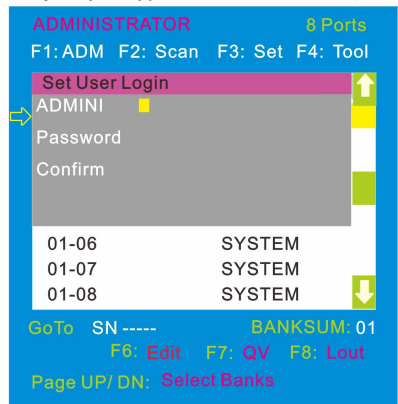 ADMINISTRATOR 8 Ports
F1: ADM F2: Scan F3: Set F4: Tool
Set User Login
ADMINI
Password
Confirm
01-06 SYSTEM
01-07 SYSTEM
01-08 SYSTEM
GoTo SN ----- BANKSUM: 01
F6: Edit F7: QV F8: Lout
Page UP/ DN: Select Banks